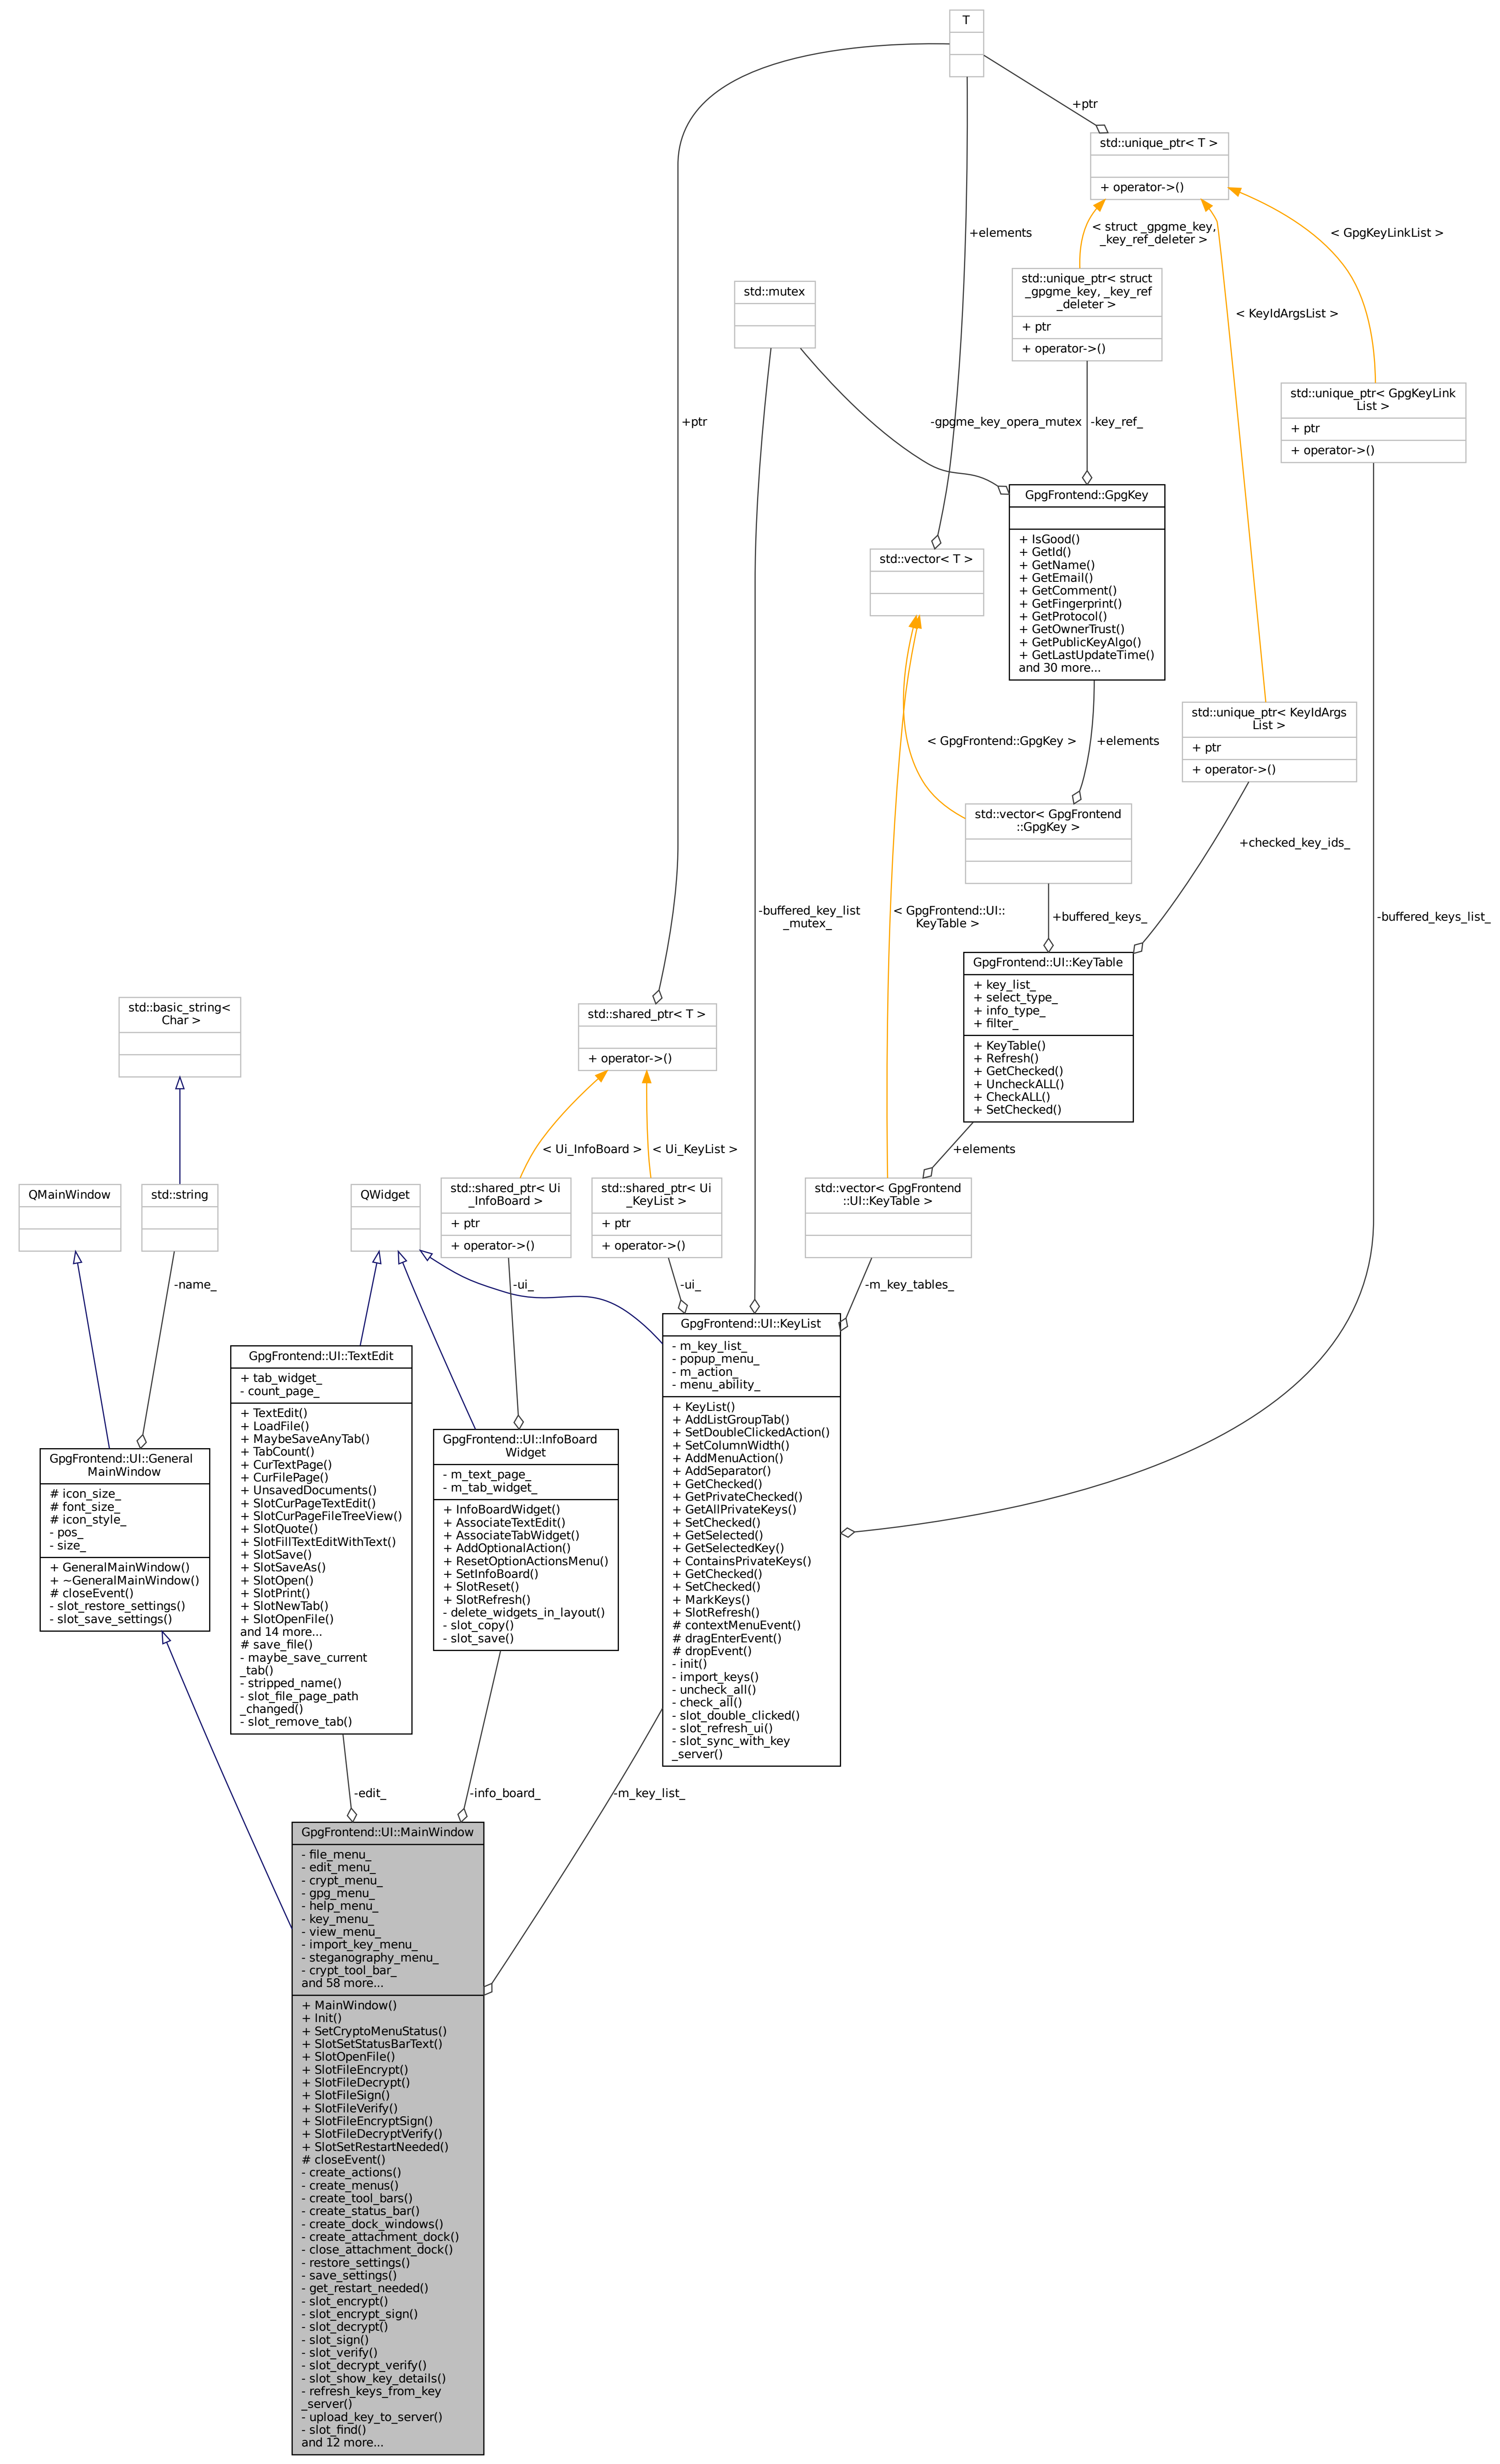 T
+ptr
std::unique_ptr< T >
+ operator->()
+elements
< struct _gpgme_key,
_key_ref_deleter >
< GpgKeyLinkList >
std::mutex
std::unique_ptr< struct
_gpgme_key, _key_ref
_deleter >
+ ptr
+ operator->()
< KeyIdArgsList >
std::unique_ptr< GpgKeyLink
List >
+ ptr
+ operator->()
+ptr
-gpgme_key_opera_mutex
-key_ref_
GpgFrontend::GpgKey
+ IsGood()
+ GetId()
+ GetName()
+ GetEmail()
+ GetComment()
+ GetFingerprint()
+ GetProtocol()
+ GetOwnerTrust()
+ GetPublicKeyAlgo()
+ GetLastUpdateTime()
and 30 more...
std::vector< T >
std::unique_ptr< KeyIdArgs
List >
+ ptr
+ operator->()
< GpgFrontend::GpgKey >
+elements
std::vector< GpgFrontend
::GpgKey >
+checked_key_ids_
-buffered_key_list
_mutex_
< GpgFrontend::UI::
KeyTable >
+buffered_keys_
-buffered_keys_list_
GpgFrontend::UI::KeyTable
+ key_list_
+ select_type_
+ info_type_
+ filter_
+ KeyTable()
+ Refresh()
+ GetChecked()
+ UncheckALL()
+ CheckALL()
+ SetChecked()
std::basic_string<
Char >
std::shared_ptr< T >
+ operator->()
< Ui_InfoBoard >
< Ui_KeyList >
+elements
QMainWindow
std::string
QWidget
std::shared_ptr< Ui
_InfoBoard >
+ ptr
+ operator->()
std::shared_ptr< Ui
_KeyList >
+ ptr
+ operator->()
std::vector< GpgFrontend
::UI::KeyTable >
-name_
-ui_
-ui_
-m_key_tables_
GpgFrontend::UI::General
MainWindow
# icon_size_
# font_size_
# icon_style_
- pos_
- size_
+ GeneralMainWindow()
+ ~GeneralMainWindow()
# closeEvent()
- slot_restore_settings()
- slot_save_settings()
GpgFrontend::UI::TextEdit
+ tab_widget_
- count_page_
+ TextEdit()
+ LoadFile()
+ MaybeSaveAnyTab()
+ TabCount()
+ CurTextPage()
+ CurFilePage()
+ UnsavedDocuments()
+ SlotCurPageTextEdit()
+ SlotCurPageFileTreeView()
+ SlotQuote()
+ SlotFillTextEditWithText()
+ SlotSave()
+ SlotSaveAs()
+ SlotOpen()
+ SlotPrint()
+ SlotNewTab()
+ SlotOpenFile()
and 14 more...
# save_file()
- maybe_save_current
_tab()
- stripped_name()
- slot_file_page_path
_changed()
- slot_remove_tab()
GpgFrontend::UI::InfoBoard
Widget
- m_text_page_
- m_tab_widget_
+ InfoBoardWidget()
+ AssociateTextEdit()
+ AssociateTabWidget()
+ AddOptionalAction()
+ ResetOptionActionsMenu()
+ SetInfoBoard()
+ SlotReset()
+ SlotRefresh()
- delete_widgets_in_layout()
- slot_copy()
- slot_save()
GpgFrontend::UI::KeyList
- m_key_list_
- popup_menu_
- m_action_
- menu_ability_
+ KeyList()
+ AddListGroupTab()
+ SetDoubleClickedAction()
+ SetColumnWidth()
+ AddMenuAction()
+ AddSeparator()
+ GetChecked()
+ GetPrivateChecked()
+ GetAllPrivateKeys()
+ SetChecked()
+ GetSelected()
+ GetSelectedKey()
+ ContainsPrivateKeys()
+ GetChecked()
+ SetChecked()
+ MarkKeys()
+ SlotRefresh()
# contextMenuEvent()
# dragEnterEvent()
# dropEvent()
- init()
- import_keys()
- uncheck_all()
- check_all()
- slot_double_clicked()
- slot_refresh_ui()
- slot_sync_with_key
_server()
-edit_
-info_board_
-m_key_list_
GpgFrontend::UI::MainWindow
- file_menu_
- edit_menu_
- crypt_menu_
- gpg_menu_
- help_menu_
- key_menu_
- view_menu_
- import_key_menu_
- steganography_menu_
- crypt_tool_bar_
and 58 more...
+ MainWindow()
+ Init()
+ SetCryptoMenuStatus()
+ SlotSetStatusBarText()
+ SlotOpenFile()
+ SlotFileEncrypt()
+ SlotFileDecrypt()
+ SlotFileSign()
+ SlotFileVerify()
+ SlotFileEncryptSign()
+ SlotFileDecryptVerify()
+ SlotSetRestartNeeded()
# closeEvent()
- create_actions()
- create_menus()
- create_tool_bars()
- create_status_bar()
- create_dock_windows()
- create_attachment_dock()
- close_attachment_dock()
- restore_settings()
- save_settings()
- get_restart_needed()
- slot_encrypt()
- slot_encrypt_sign()
- slot_decrypt()
- slot_sign()
- slot_verify()
- slot_decrypt_verify()
- slot_show_key_details()
- refresh_keys_from_key
_server()
- upload_key_to_server()
- slot_find()
and 12 more...